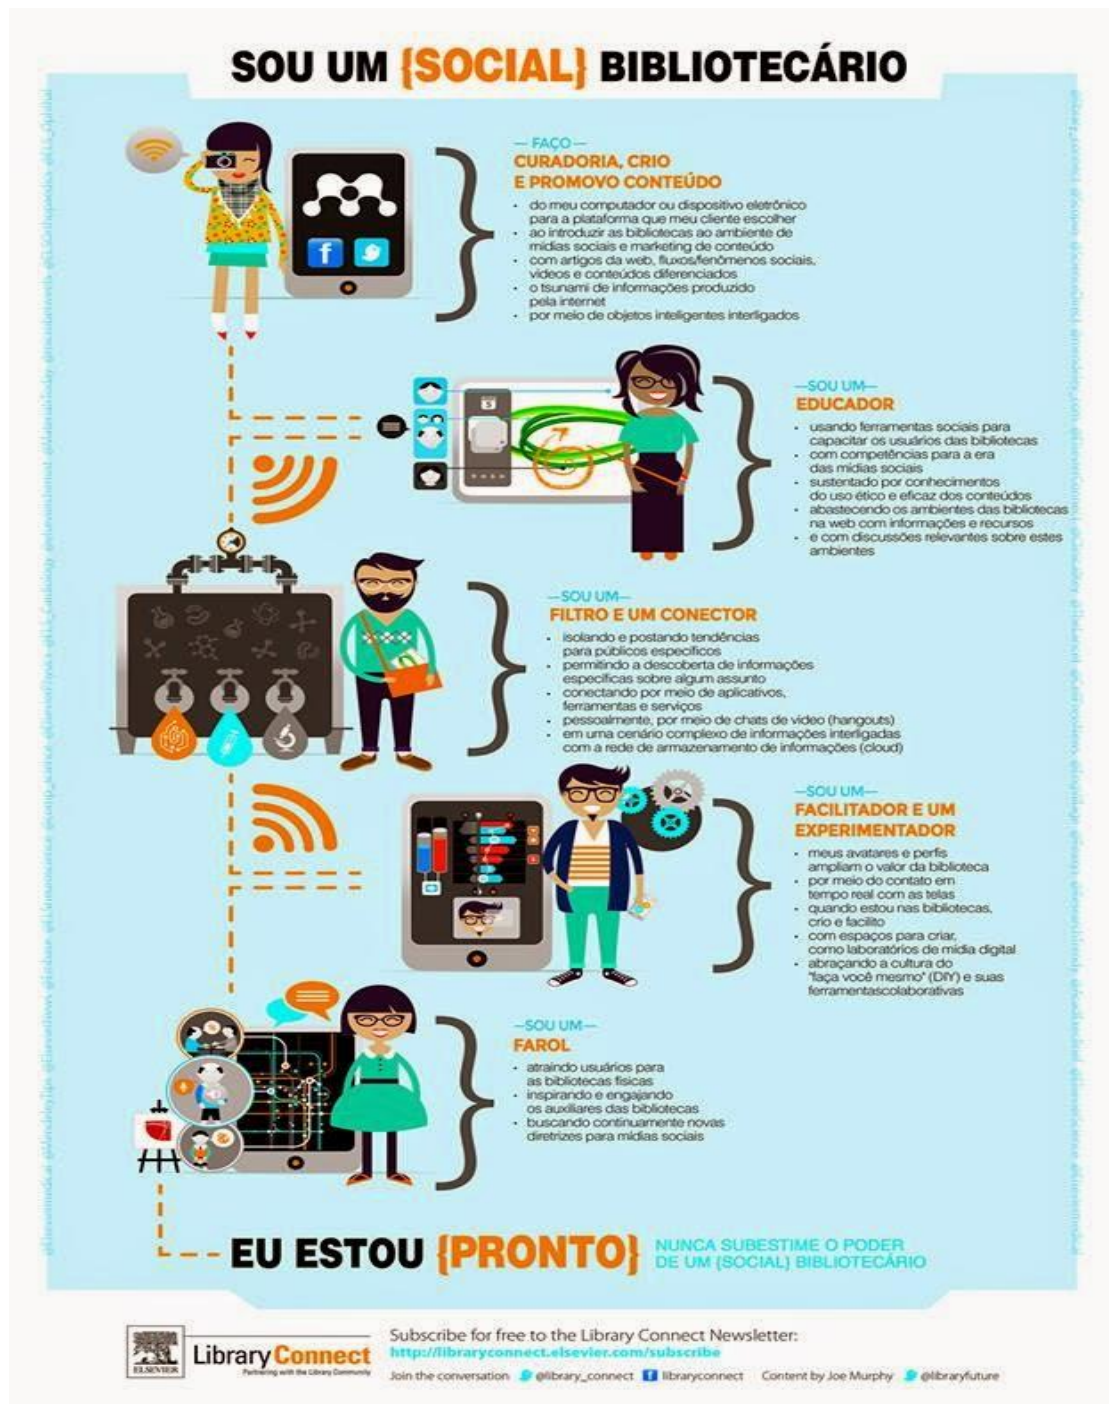 SOU UM {SOCIAL} BIBLIOTECÁRIO
— FAÇO —
CURADORIA, CRIO
E PROMOVO CONTEÚDO
• do meu computador ou dispositivo eletrônico
para a plataforma que meu cliente escolher
• ao introduzir as bibliotecas ao ambiente de
mídias sociais e marketing de conteúdo
• com artigos da web, fluxos/fenômenos sociais,
vídeos e conteúdos diferenciados
• o tsunami de informações produzido
pela internet
• por meio de objetos inteligentes interligados
f
—SOU UM—
EDUCADOR
• usando ferramentas sociais para
capacitar os usuários das bibliotecas
• com competências para a era
das mídias sociais
• sustentado por conhecimentos
do uso ético e eficaz dos conteúdos
• abastecendo os ambientes das bibliotecas
na web com informações e recursos
• e com discussões relevantes sobre estes
ambientes
—SOU UM—
FILTRO E UM CONECTOR
• isolando e postando tendências
para públicos específicos
• permitindo a descoberta de informações
específicas sobre algum assunto
• conectando por meio de aplicativos,
ferramentas e serviços
• pessoalmente, por meio de chats de vídeo (hangouts)
• em uma cenário complexo de informações interligadas
com a rede de armazenamento de informações (cloud)
—SOU UM—
FACILITADOR E UM
EXPERIMENTADOR
• meus avatares e perfis
ampliam o valor da biblioteca
• por meio do contato em
tempo real com as telas
• quando estou nas bibliotecas,
crio e facilito
• com espaços para criar,
como laboratórios de mídia digital
• abraçando a cultura do
"faça você mesmo" (DIY) e suas
ferramentascolaborativas
—SOU UM—
FAROL
• atraindo usuários para
as bibliotecas físicas
• inspirando e engajando
os auxiliares das bibliotecas
• buscando continuamente novas
diretrizes para mídias sociais
EU ESTOU {PRONTO}
NUNCA SUBESTIME O PODER
DE UM {SOCIAL} BIBLIOTECÁRIO
ELSEVIER
Library Connect
Partnering with the Library Community
Subscribe for free to the Library Connect Newsletter:
http://libraryconnect.elsevier.com/subscribe
Join the conversation @library_connect f libraryconnect Content by Joe Murphy @libraryfuture